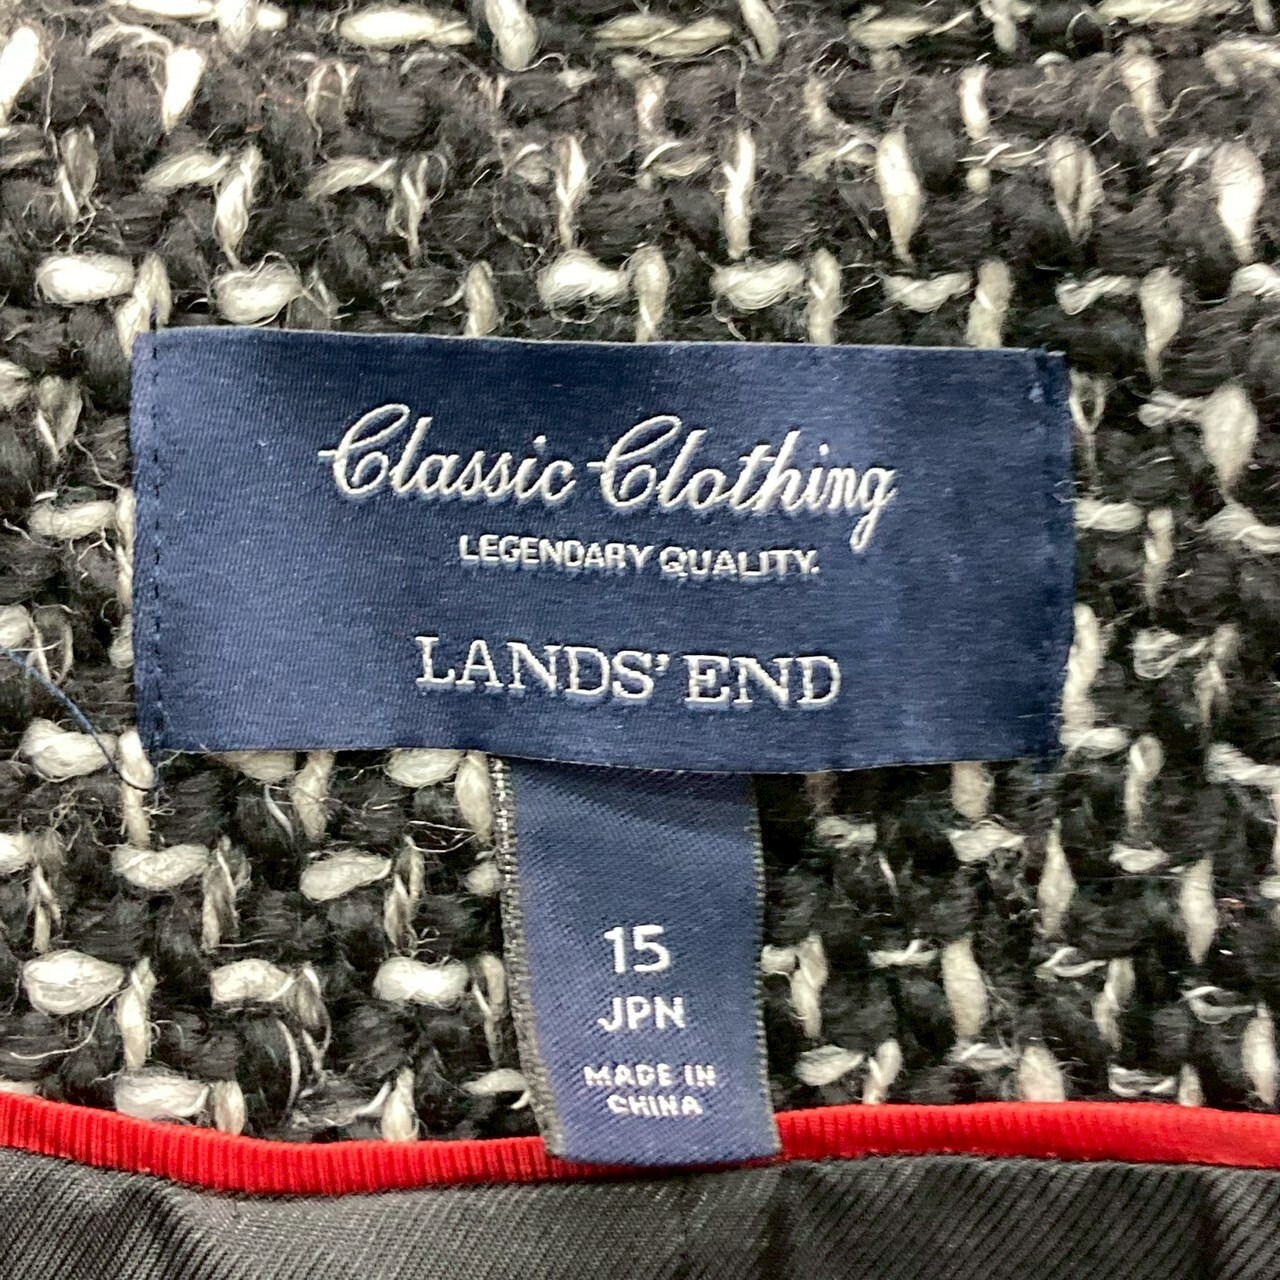 Classic Clothing
LEGENDARY QUALITY.
LANDS' END
15
JPN
MADE IN
CHINA